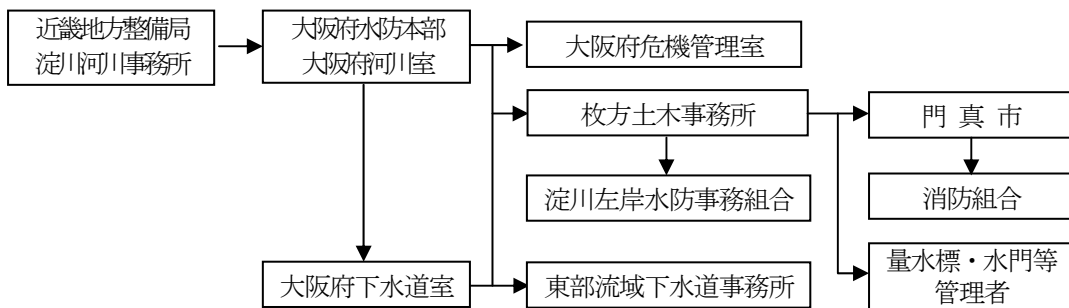 近畿地方整備局
淀川河川事務所
大阪府水防本部
大阪府河川室
大阪府危機管理室
枚方土木事務所
門 真 市
淀川左岸水防事務組合
消防組合
大阪府下水道室
東部流域下水道事務所
量水標・水門等
管理者